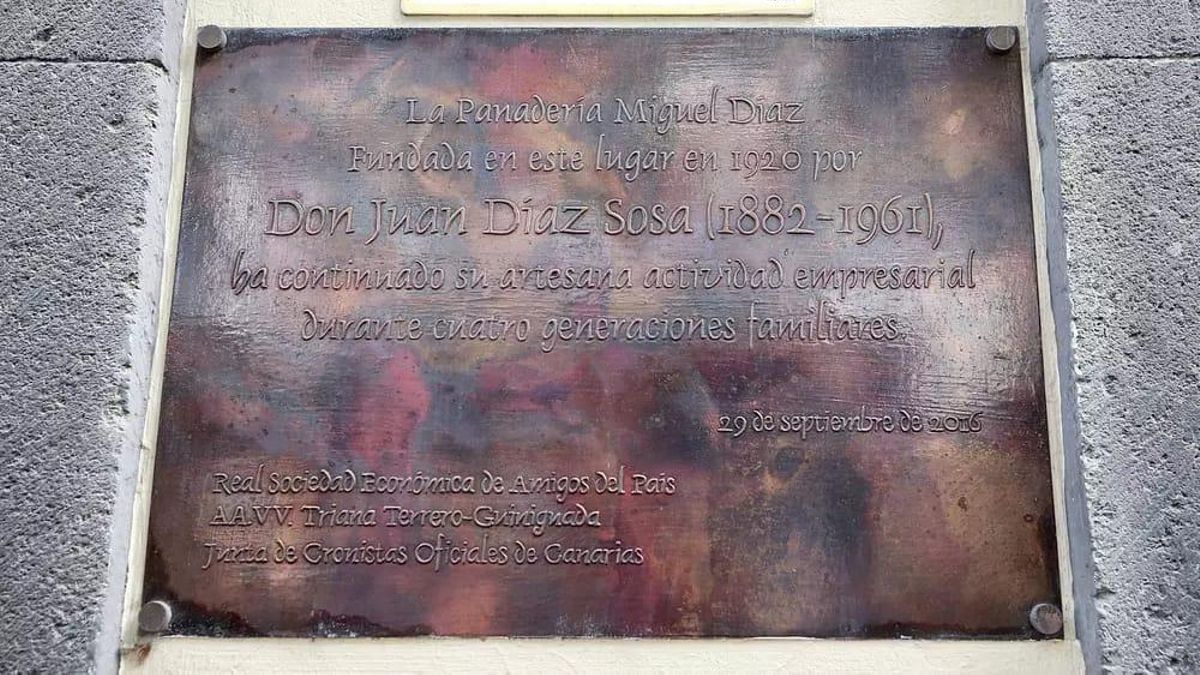 La Panadería Miguel Díaz
Fundada en este lugar en 1920 por
Don Juan Díaz Sosa (1882-1961),
ha continuado su artesana actividad empresarial
durante cuatro generaciones familiares.
29 de septiembre de 2016
Real Sociedad Económica de Amigos del País
AA.VV. Triana Terrero-Guiniguada
Junta de Cronistas Oficiales de Canarias